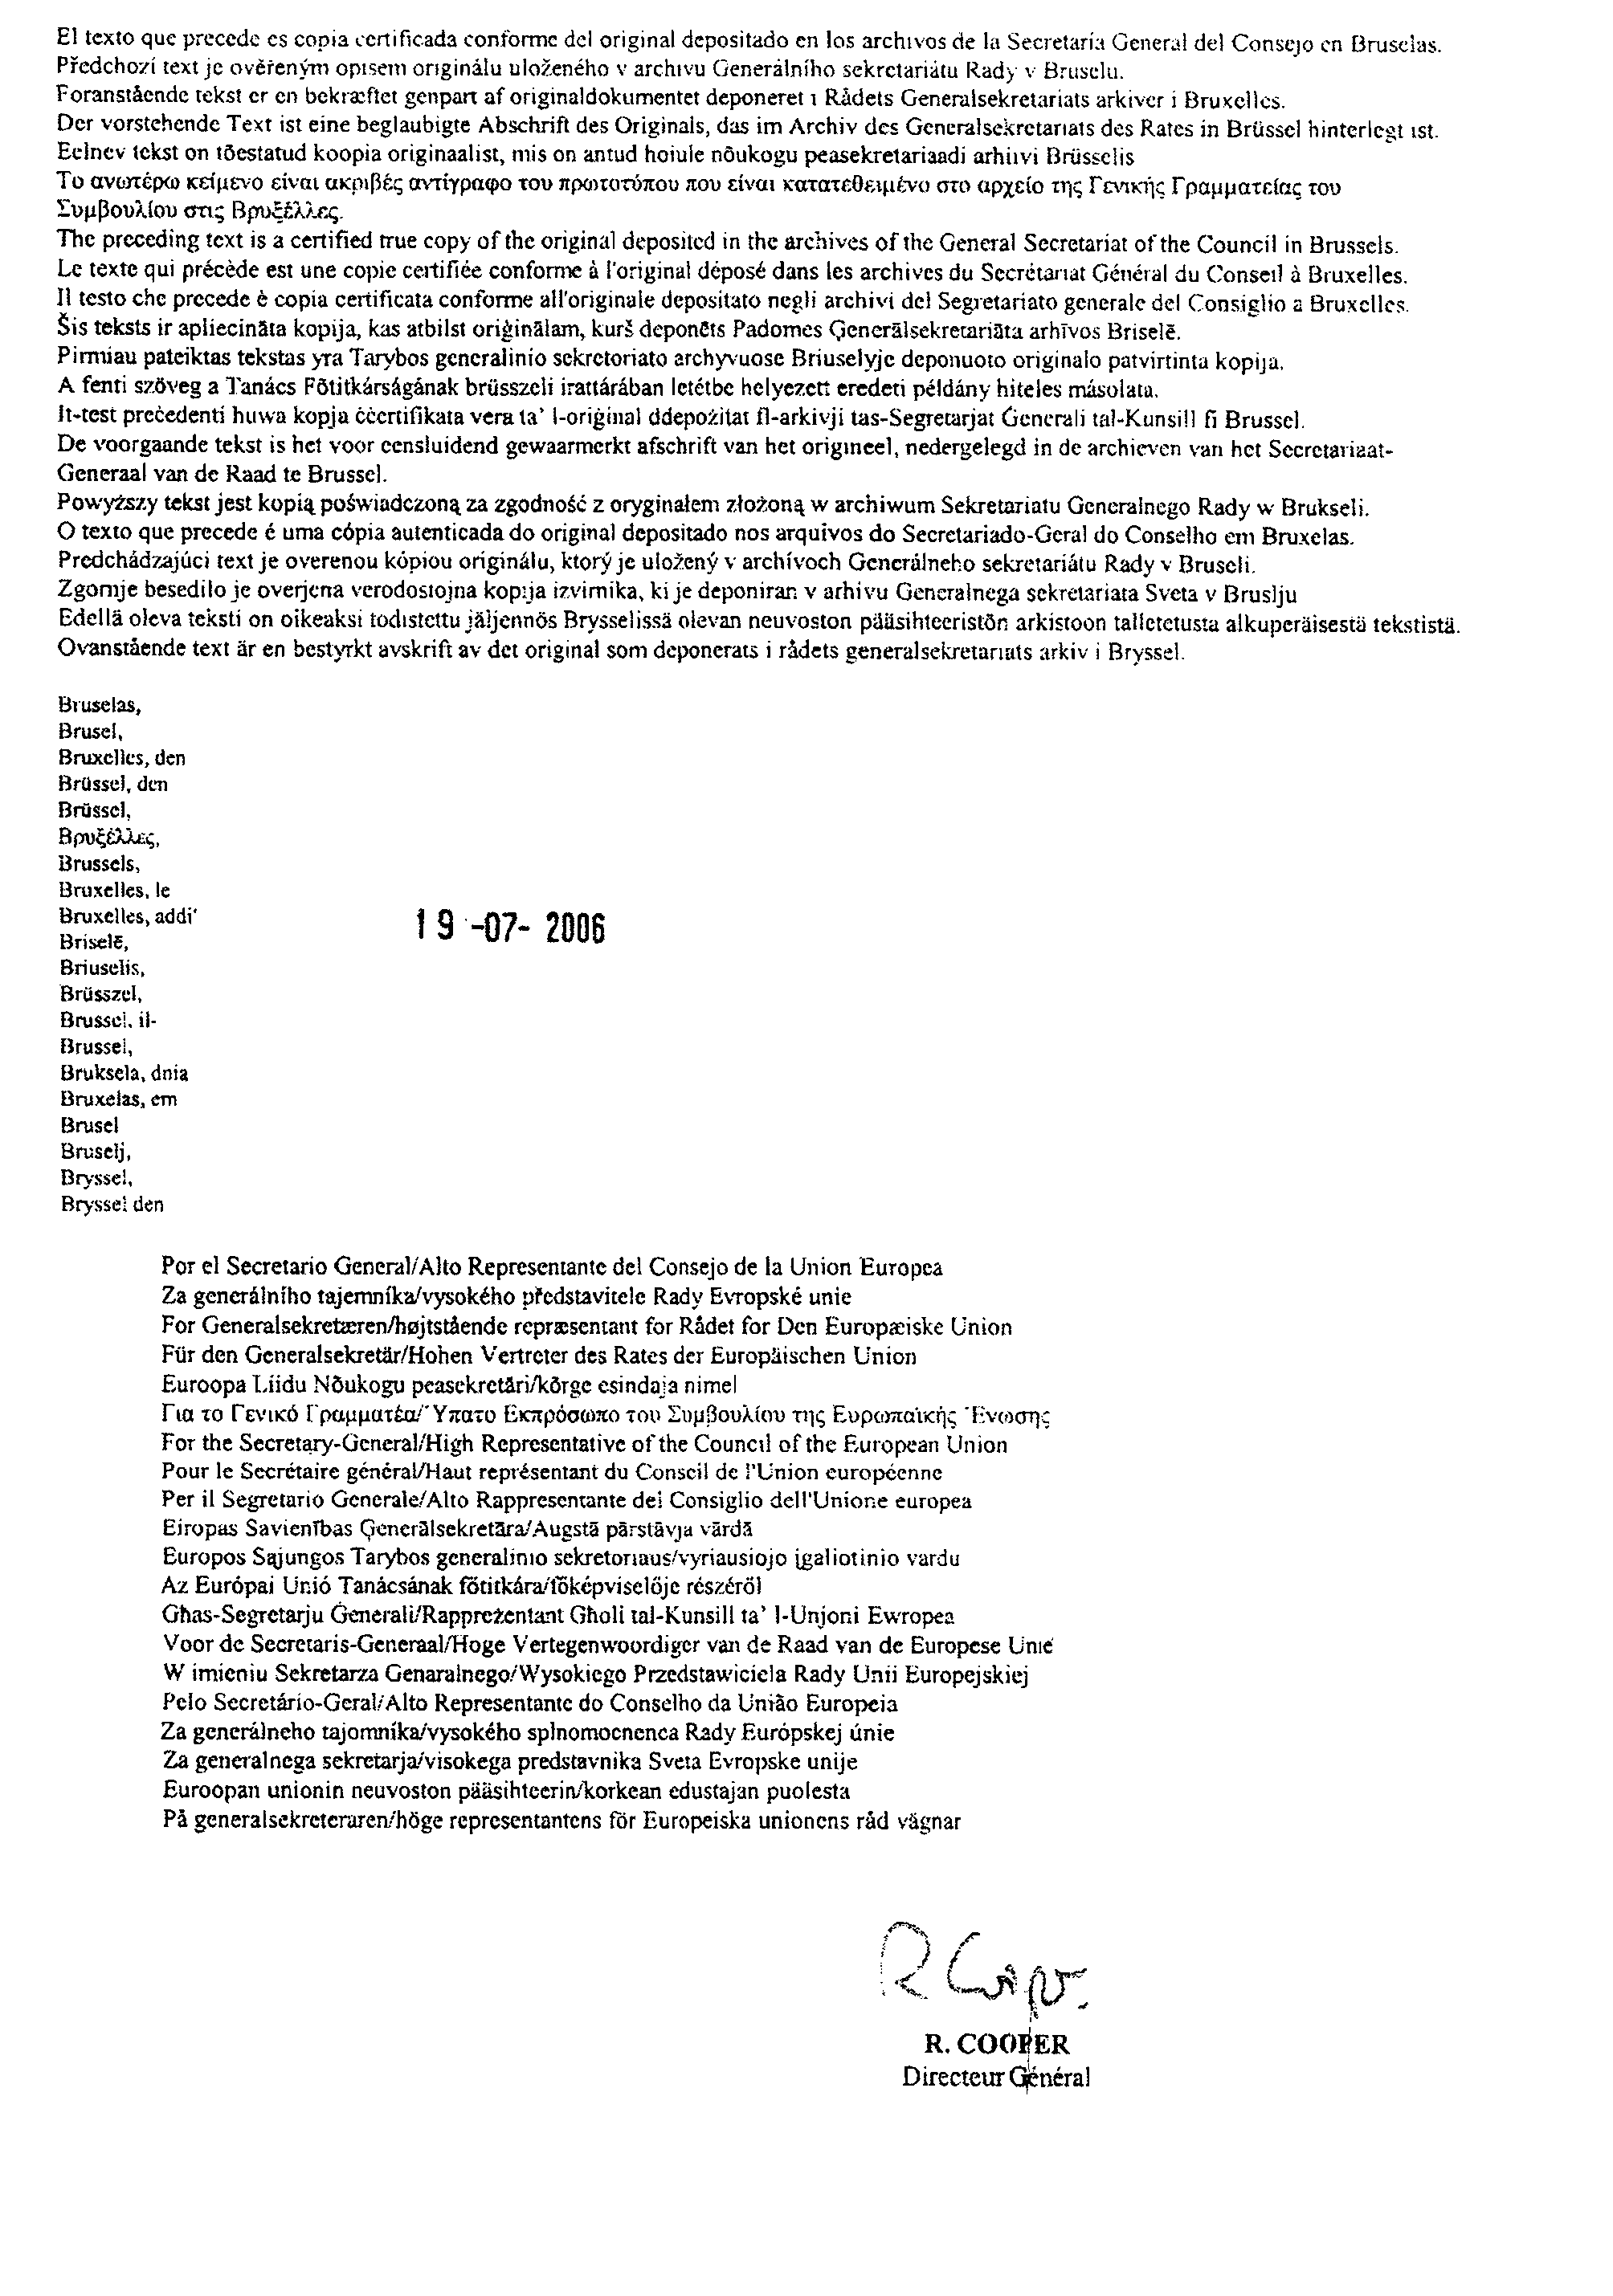 El texto que precede es copia certificada conforme del original depositado en los archivos de la Secretaría General del Consejo en Bruselas.
Předchozí text je ověřeným opisem originálu uloženého v archivu Generálního sekretariátu Rady v Bruselu.
Foranstående tekst er en bekræftet genpart af originaldokumentet deponeret i Rådets Generalsekretariats arkiver i Bruxelles.
Der vorstehende Text ist eine beglaubigte Abschrift des Originals, das im Archiv des Generalsekretariats des Rates in Brüssel hinterlegt ist.
Eelnev tekst on tõestatud koopia originaalist, mis on antud hoiule nõukogu peasekretariaadi arhiivi Brüsselis
Το ανωτέρω κείμενο είναι ακριβές αντίγραφο του πρωτοτύπου που είναι κατατεθειμένο στο αρχείο της Γενικής Γραμματείας του
Συμβουλίου στις Βρυξέλλες.
The preceding text is a certified true copy of the original deposited in the archives of the General Secretariat of the Council in Brussels.
Le texte qui précède est une copie certifiée conforme à l'original déposé dans les archives du Secrétariat Général du Conseil à Bruxelles.
Il testo che precede è copia certificata conforme all'originale depositato negli archivi del Segretariato generale del Consiglio a Bruxelles.
Šis teksts ir apliecināta kopija, kas atbilst oriģinālam, kurš deponēts Padomes Ģenerālsekretariāta arhīvos Briselē.
Pirmiau pateiktas tekstas yra Tarybos generalinio sekretoriato archyvuose Briuselyje deponuoto originalo patvirtinta kopija.
A fenti szöveg a Tanács Főtitkárságának brüsszeli irattárában letétbe helyezett eredeti példány hiteles másolata.
It-test preċedenti huwa kopja ċċertifikata vera ta' l-oriġinal ddepożitat fl-arkivji tas-Segretarjat Ġenerali tal-Kunsill fi Brussel.
De voorgaande tekst is het voor eensluidend gewaarmerkt afschrift van het origineel, nedergelegd in de archieven van het Secretariaat-
Generaal van de Raad te Brussel.
Powyższy tekst jest kopią poświadczoną za zgodność z oryginałem złożoną w archiwum Sekretariatu Generalnego Rady w Brukseli.
O texto que precede é uma cópia autenticada do original depositado nos arquivos do Secretariado-Geral do Conselho em Bruxelas.
Predchádzajúci text je overenou kópiou originálu, ktorý je uložený v archívoch Generálneho sekretariátu Rady v Bruseli.
Zgornje besedilo je overjena verodostojna kopija izvirnika, ki je deponiran v arhivu Generalnega sekretariata Sveta v Bruslju
Edellä oleva teksti on oikeaksi todistettu jäljennös Brysselissä olevan neuvoston pääsihteeristön arkistoon talletetusta alkuperäisestä tekstistä.
Ovanstående text är en bestyrkt avskrift av det original som deponerats i rådets generalsekretariats arkiv i Bryssel.
Bruselas,
Brusel,
Bruxelles, den
Brüssel, den
Brüssel,
Βρυξέλλες,
Brussels,
Bruxelles, le
Bruxelles, addi'
Briselē,
Briuselis,
Brüsszel,
Brussel, il-
Brussel,
Bruksela, dnia
Bruxelas, em
Brusel
Bruselj,
Bryssel,
Bryssel den
19 -07- 2006
Por el Secretario General/Alto Representante del Consejo de la Union Europea
Za generálního tajemníka/vysokého představitele Rady Evropské unie
For Generalsekretæren/højtstående repræsentant for Rådet for Den Europæiske Union
Für den Generalsekretär/Hohen Vertreter des Rates der Europäischen Union
Euroopa Liidu Nõukogu peasekretäri/kõrge esindaja nimel
Για το Γενικό Γραμματέα/Ύπατο Εκπρόσωπο του Συμβουλίου της Ευρωπαϊκής Ένωσης
For the Secretary-General/High Representative of the Council of the European Union
Pour le Secrétaire général/Haut représentant du Conseil de l'Union européenne
Per il Segretario Generale/Alto Rappresentante del Consiglio dell'Unione europea
Eiropas Savienības Ģenerālsekretāra/Augstā pārstāvja vārdā
Europos Sąjungos Tarybos generalinio sekretoriaus/vyriausiojo įgaliotinio vardu
Az Európai Unió Tanácsának főtitkára/főképviselője részéről
Għas-Segretarju Ġenerali/Rappreżentant Għoli tal-Kunsill ta' l-Unjoni Ewropea
Voor de Secretaris-Generaal/Hoge Vertegenwoordiger van de Raad van de Europese Unie
W imieniu Sekretarza Genaralnego/Wysokiego Przedstawiciela Rady Unii Europejskiej
Pelo Secretário-Geral/Alto Representante do Conselho da União Europeia
Za generálneho tajomníka/vysokého splnomocnenca Rady Európskej únie
Za generalnega sekretarja/visokega predstavnika Sveta Evropske unije
Euroopan unionin neuvoston pääsihteerin/korkean edustajan puolesta
På generalsekreteraren/höge representantens för Europeiska unionens råd vägnar
R Cooper
R. COOPER
Directeur Général